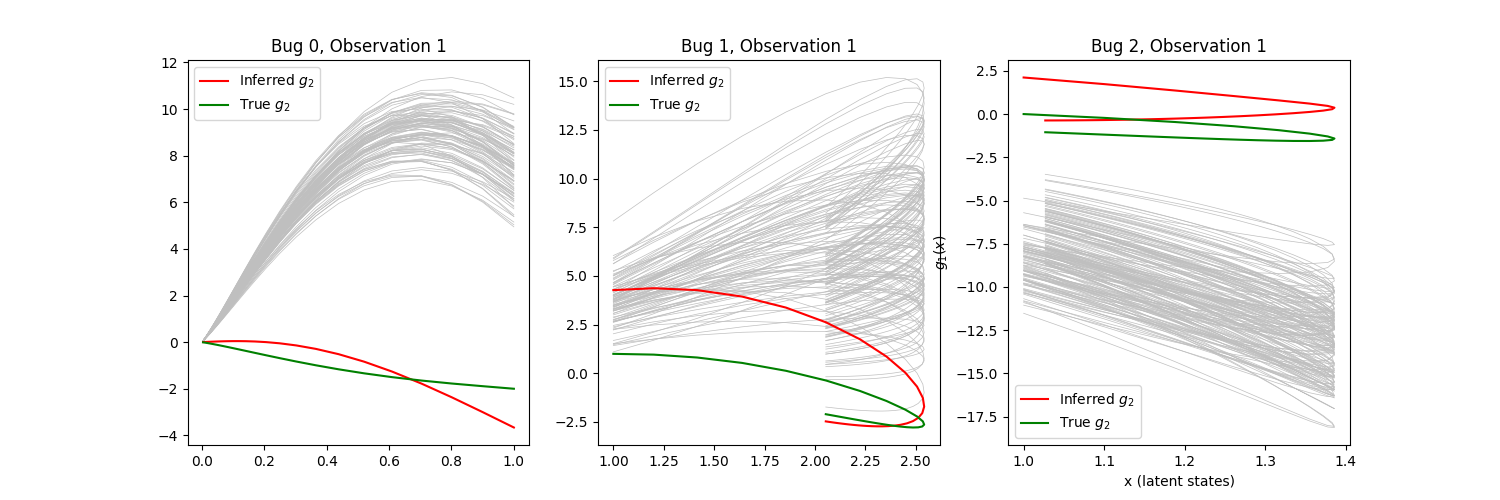 Bug 0, Observation 1
Inferred g₂
True g₂
12
10
8
6
4
2
0
−2
−4
0.0 0.2 0.4 0.6 0.8 1.0
Bug 1, Observation 1
Inferred g₂
True g₂
15.0
12.5
10.0
7.5
5.0
2.5
0.0
−2.5
1.00 1.25 1.50 1.75 2.00 2.25 2.50
Bug 2, Observation 1
g₁(x)
2.5
0.0
−2.5
−5.0
−7.5
−10.0
−12.5
−15.0
−17.5
Inferred g₂
True g₂
1.0 1.1 1.2 1.3 1.4
x (latent states)